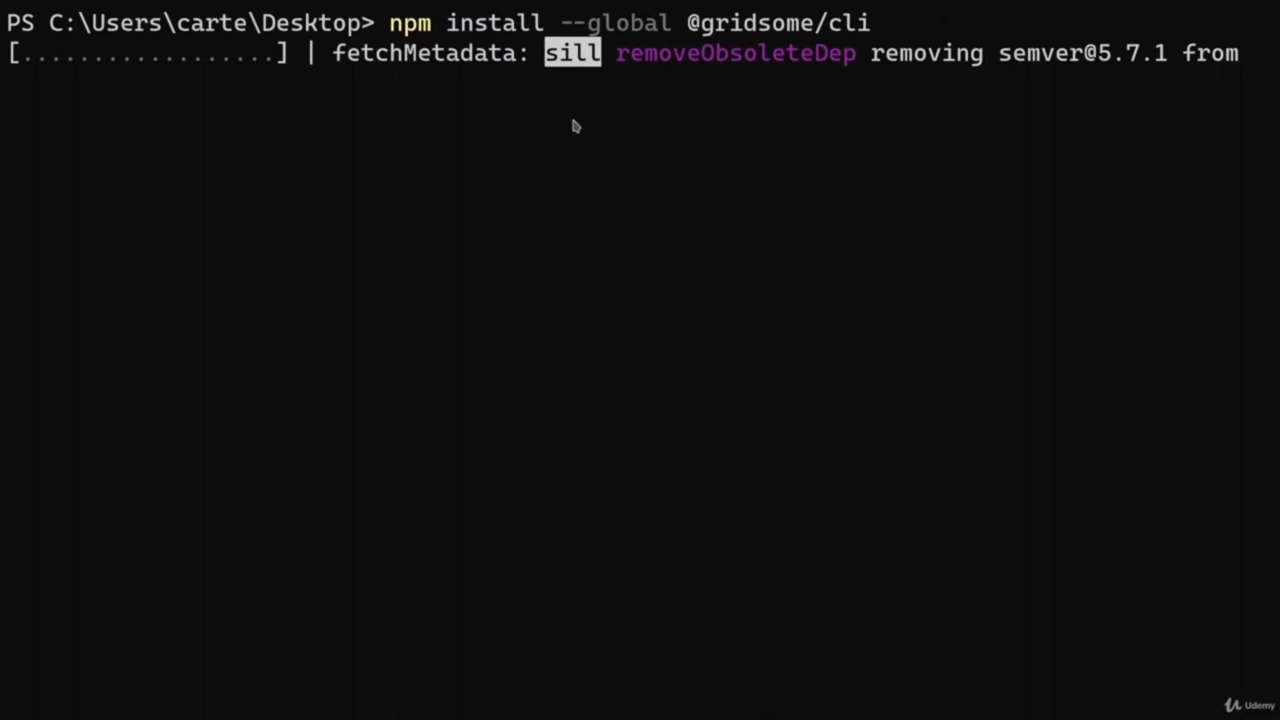 PS C:\Users\carte\Desktop> npm install --global @gridsome/cli
[..................] | fetchMetadata: sill removeObsoleteDep removing semver@5.7.1 from
Udemy